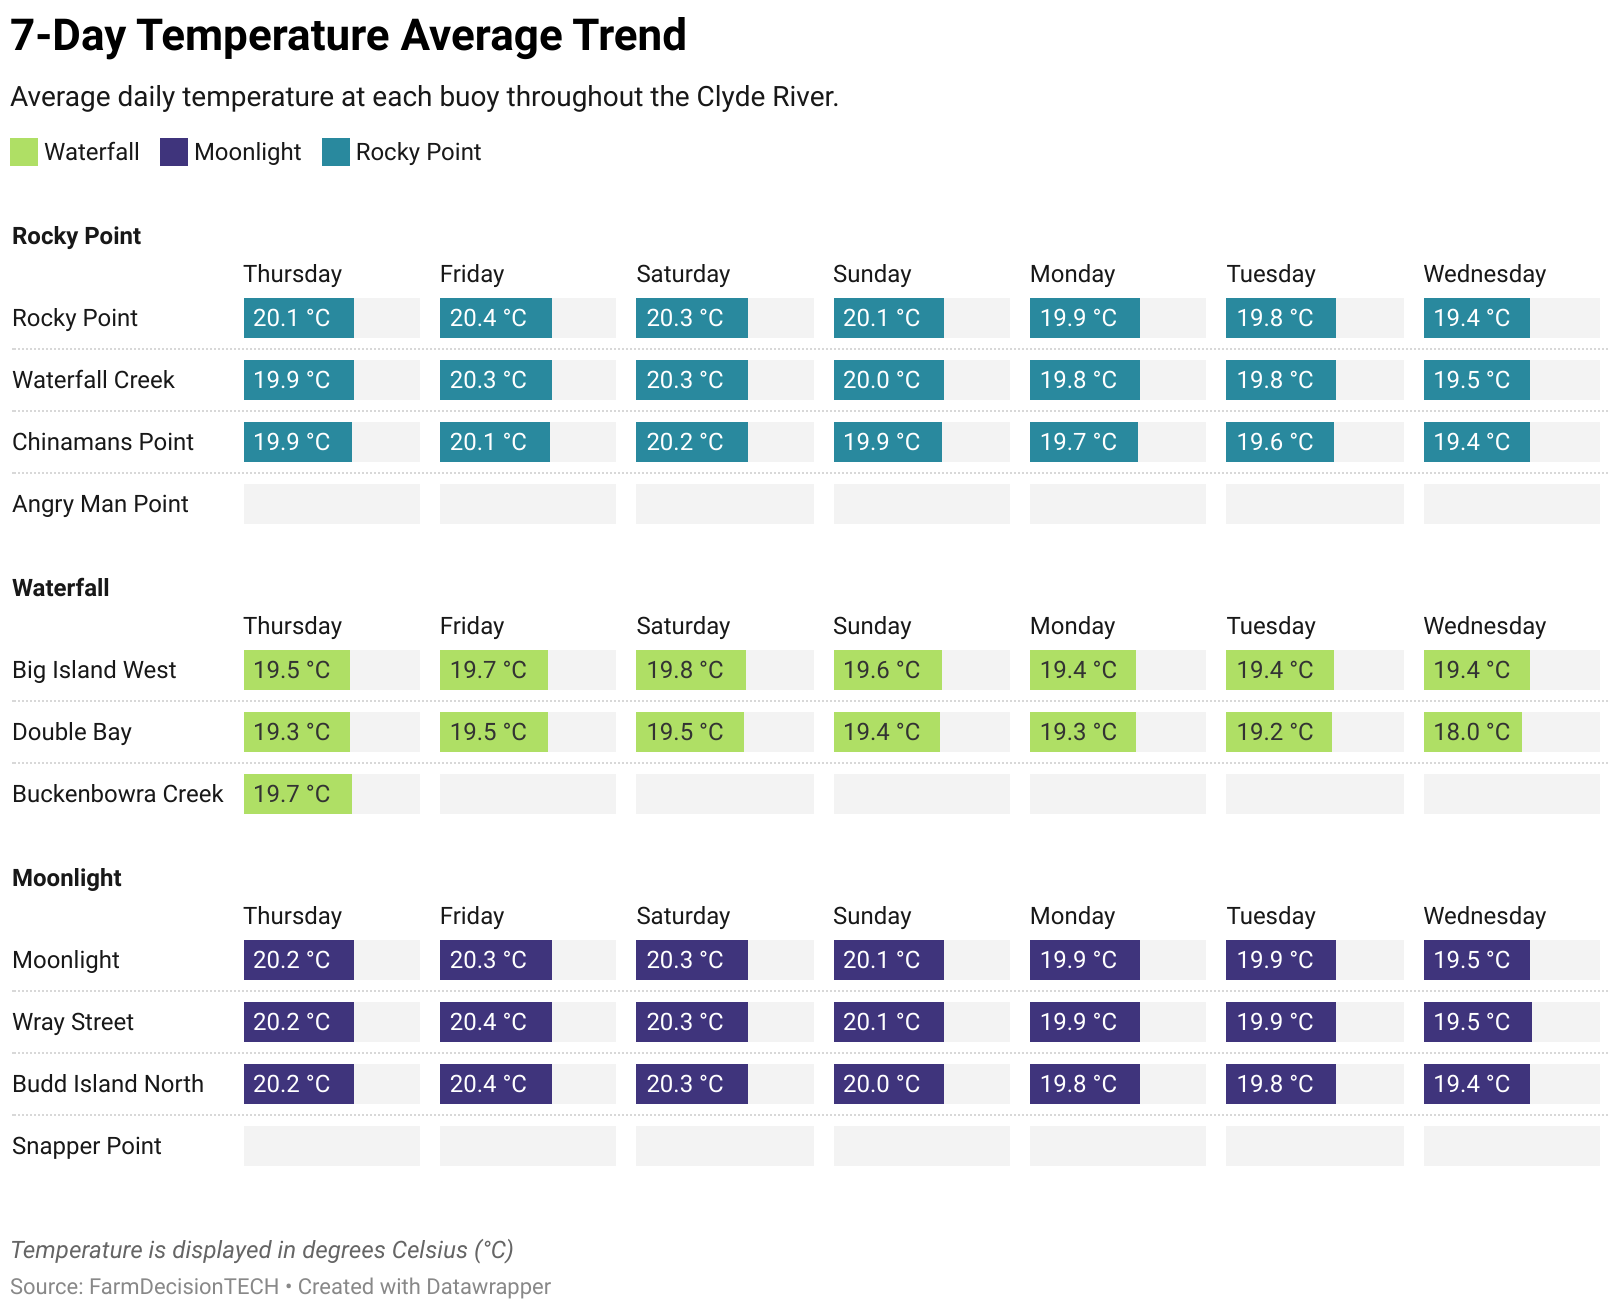 7-Day Temperature Average Trend
Average daily temperature at each buoy throughout the Clyde River.
Waterfall Moonlight Rocky Point
Rocky Point
Thursday Friday Saturday Sunday Monday Tuesday Wednesday
Rocky Point 20.1 °C 20.4 °C 20.3 °C 20.1 °C 19.9 °C 19.8 °C 19.4 °C
Waterfall Creek 19.9 °C 20.3 °C 20.3 °C 20.0 °C 19.8 °C 19.8 °C 19.5 °C
Chinamans Point 19.9 °C 20.1 °C 20.2 °C 19.9 °C 19.7 °C 19.6 °C 19.4 °C
Angry Man Point
Waterfall
Thursday Friday Saturday Sunday Monday Tuesday Wednesday
Big Island West 19.5 °C 19.7 °C 19.8 °C 19.6 °C 19.4 °C 19.4 °C 19.4 °C
Double Bay 19.3 °C 19.5 °C 19.5 °C 19.4 °C 19.3 °C 19.2 °C 18.0 °C
Buckenbowra Creek 19.7 °C
Moonlight
Thursday Friday Saturday Sunday Monday Tuesday Wednesday
Moonlight 20.2 °C 20.3 °C 20.3 °C 20.1 °C 19.9 °C 19.9 °C 19.5 °C
Wray Street 20.2 °C 20.4 °C 20.3 °C 20.1 °C 19.9 °C 19.9 °C 19.5 °C
Budd Island North 20.2 °C 20.4 °C 20.3 °C 20.0 °C 19.8 °C 19.8 °C 19.4 °C
Snapper Point
Temperature is displayed in degrees Celsius (°C)
Source: FarmDecisionTECH • Created with Datawrapper